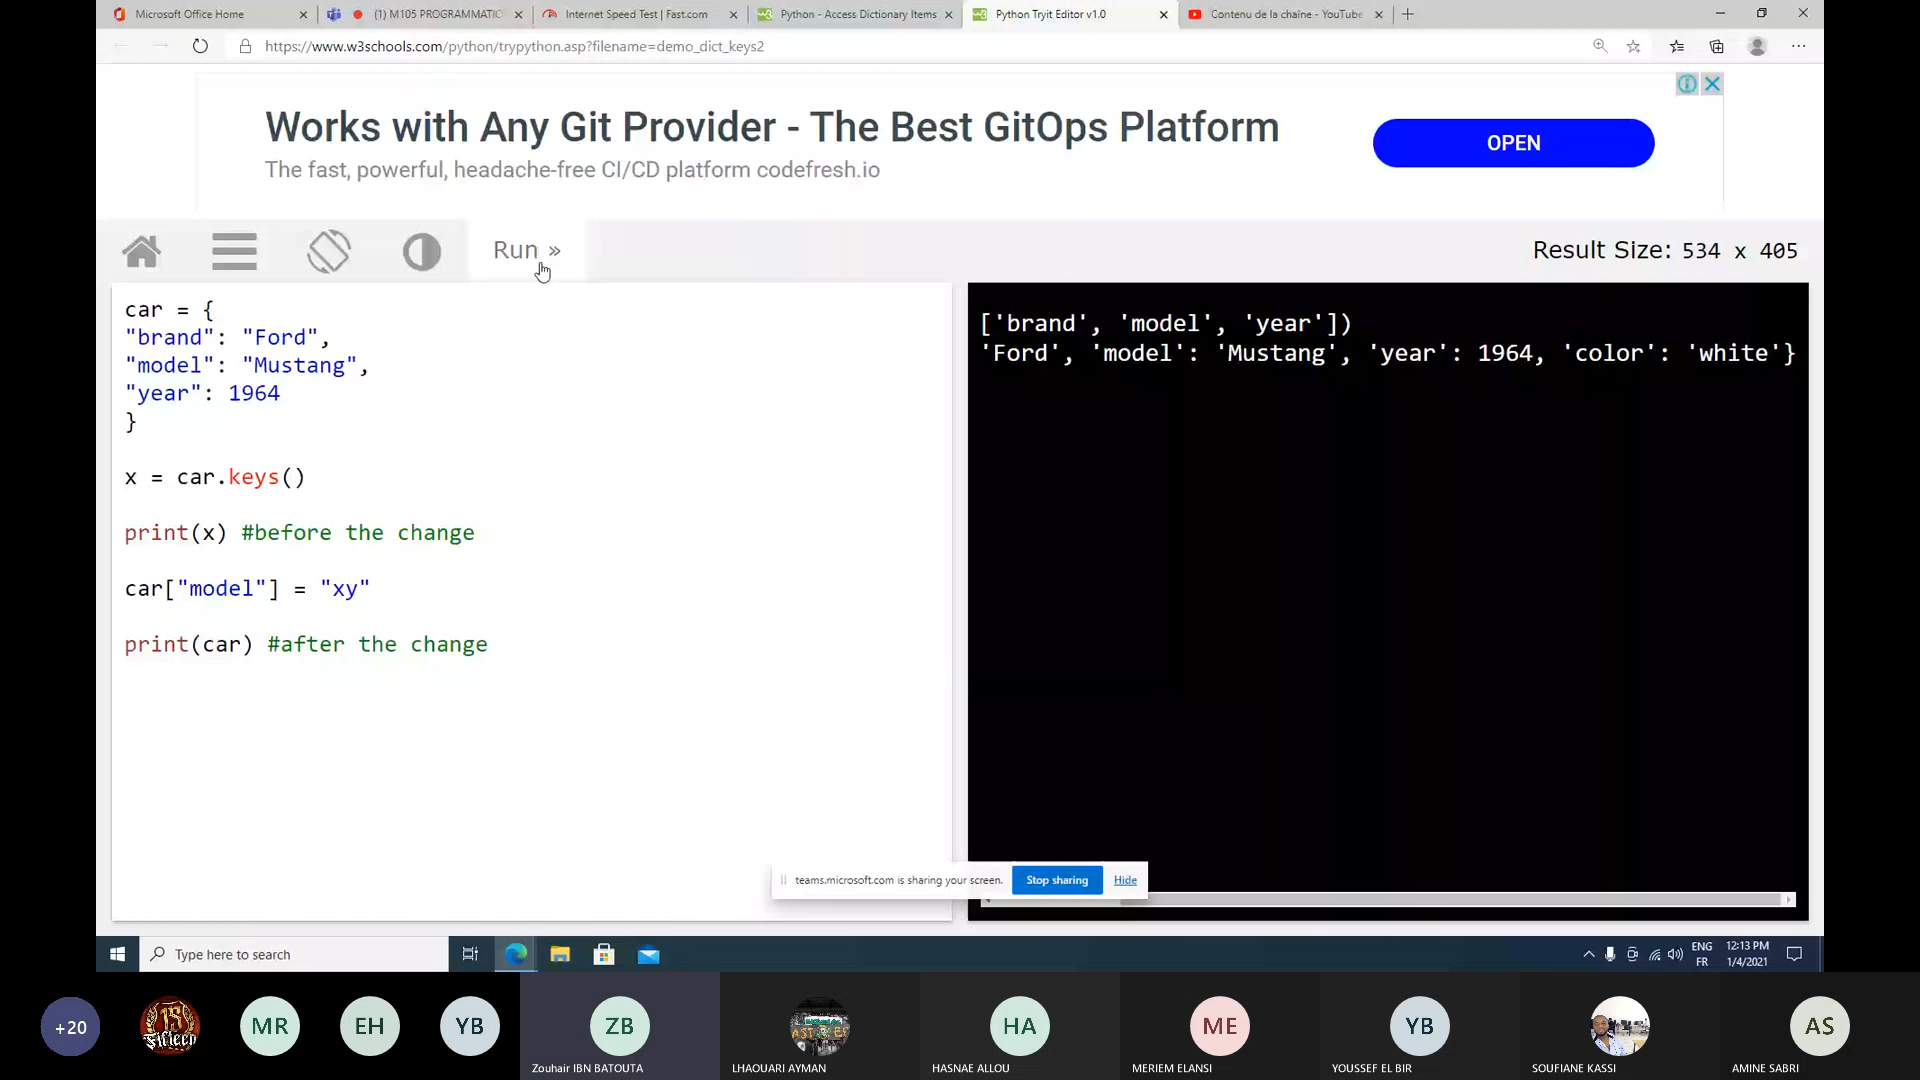 Microsoft Office Home
(1) M105 PROGRAMMATIC
Internet Speed Test | Fast.com
Python - Access Dictionary Items
Python Tryit Editor v1.0
Contenu de la chaîne - YouTube
https://www.w3schools.com/python/trypython.asp?filename=demo_dict_keys2
Works with Any Git Provider - The Best GitOps Platform
The fast, powerful, headache-free CI/CD platform codefresh.io
OPEN
Run »
Result Size: 534 x 405
car = {
"brand": "Ford",
"model": "Mustang",
"year": 1964
}
x = car.keys()
print(x) #before the change
car["model"] = "xy"
print(car) #after the change
['brand', 'model', 'year'])
'Ford', 'model': 'Mustang', 'year': 1964, 'color': 'white'}
teams.microsoft.com is sharing your screen.
Stop sharing
Hide
Type here to search
ENG
FR
12:13 PM
1/4/2021
+20
15
Fifteen
MR
EH
YB
ZB
HA
ME
YB
AS
Zouhair IBN BATOUTA
LHAOUARI AYMAN
HASNAE ALLOU
MERIEM ELANSI
YOUSSEF EL BIR
SOUFIANE KASSI
AMINE SABRI